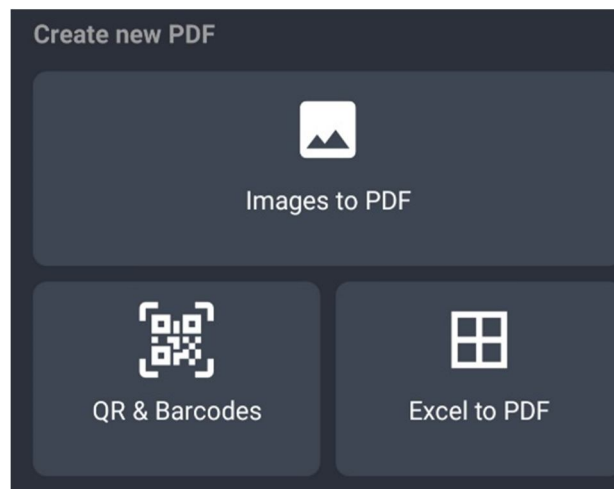 Create new PDF
Images to PDF
QR & Barcodes
Excel to PDF